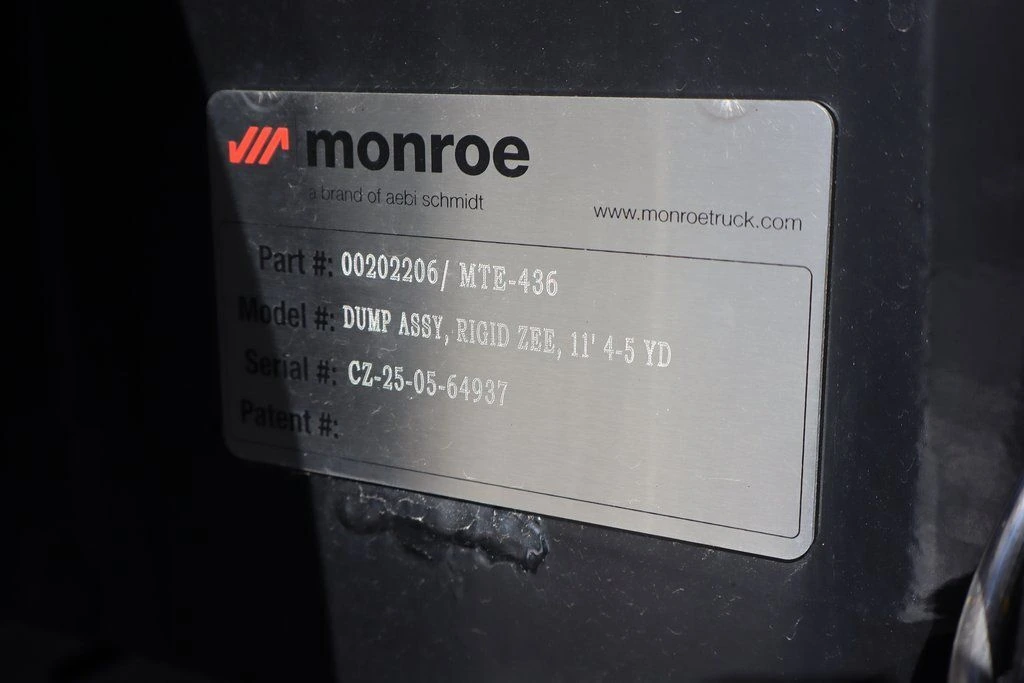 monroe
a brand of aebi schmidt
www.monroetruck.com
Part #: 00202206/ MTE-436
Model #: DUMP ASSY, RIGID ZEE, 11' 4-5 YD
Serial #: CZ-25-05-64937
Patent #: